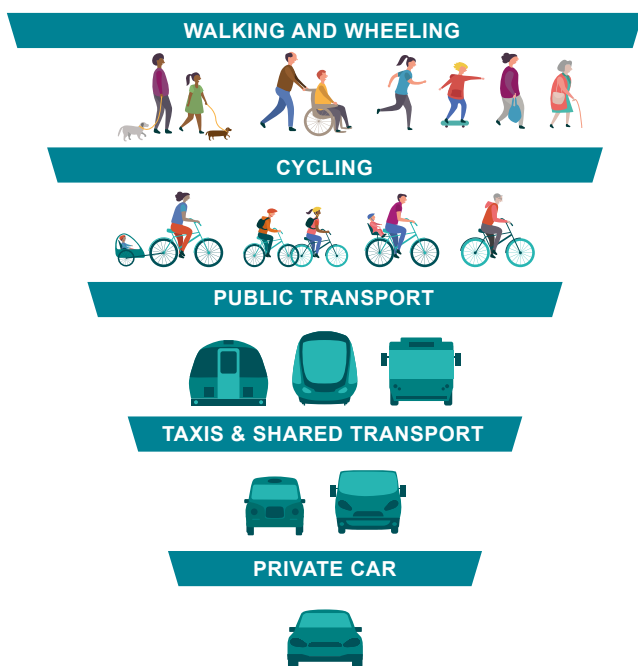 WALKING AND WHEELING
CYCLING
PUBLIC TRANSPORT
TAXIS & SHARED TRANSPORT
PRIVATE CAR